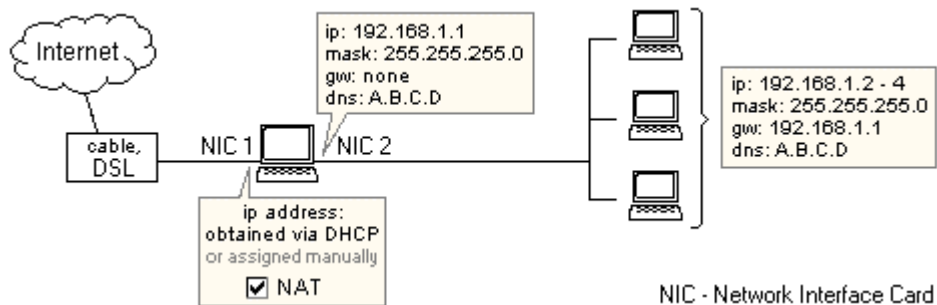 Internet
cable,
DSL
NIC 1
NIC 2
ip: 192.168.1.1
mask: 255.255.255.0
gw: none
dns: A.B.C.D
ip address:
obtained via DHCP
or assigned manually
NAT
ip: 192.168.1.2 - 4
mask: 255.255.255.0
gw: 192.168.1.1
dns: A.B.C.D
NIC - Network Interface Card